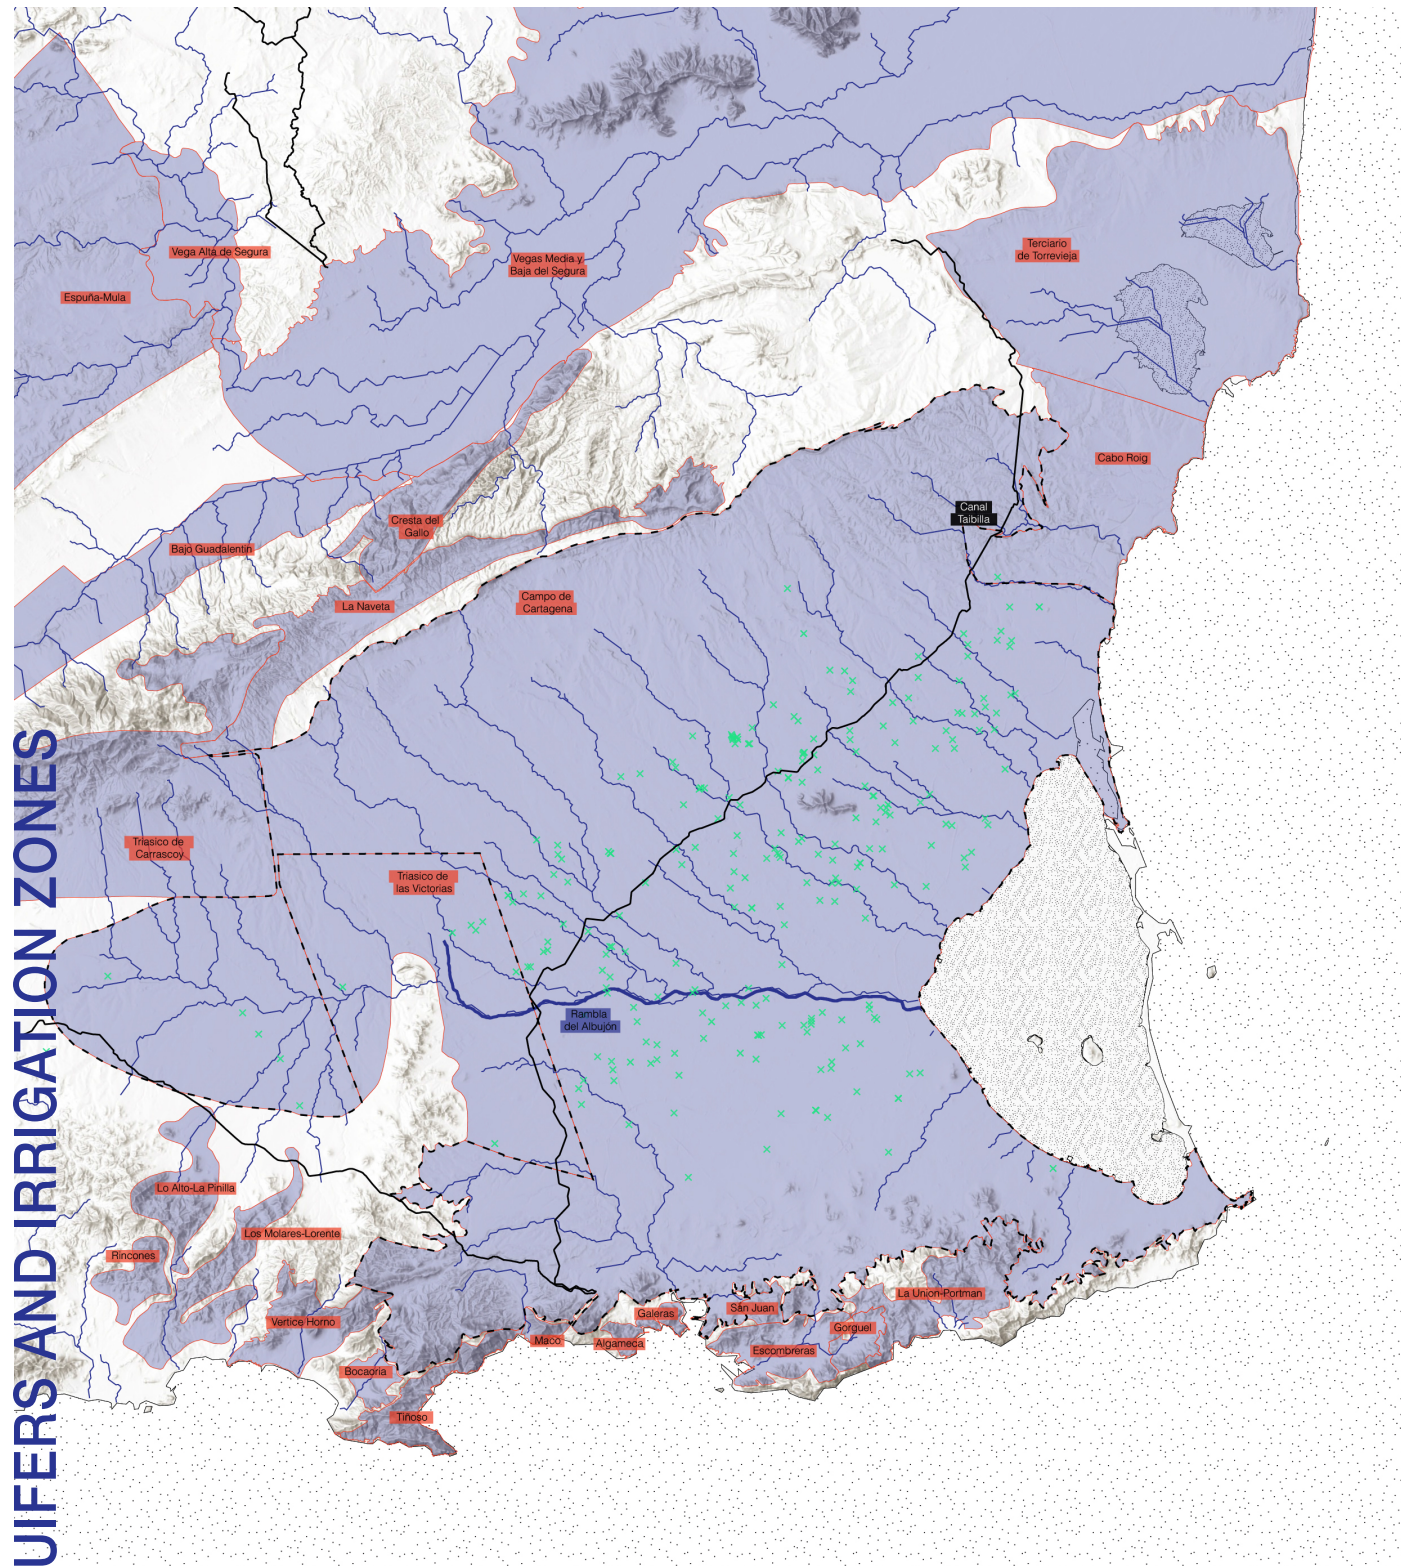 UIFERS AND IRRIGATION ZONES
Vega Alta de Segura
Vegas Media y
Baja del Segura
Terciario
de Torrevieja
Espuña-Mula
Cabo Roig
Canal
Taibilla
Cresta del
Gallo
Bajo Guadalentin
La Naveta
Campo de
Cartagena
Triasico de
Carrascoy
Triasico de
las Victorias
Rambla
del Albujón
Lo Alto-La Pinilla
Los Molares-Lorente
Rincones
La Union-Portman
Vertice Horno
Galeras
San Juan
Gorguel
Maco
Algameca
Escombreras
Bocaoria
Tiñoso